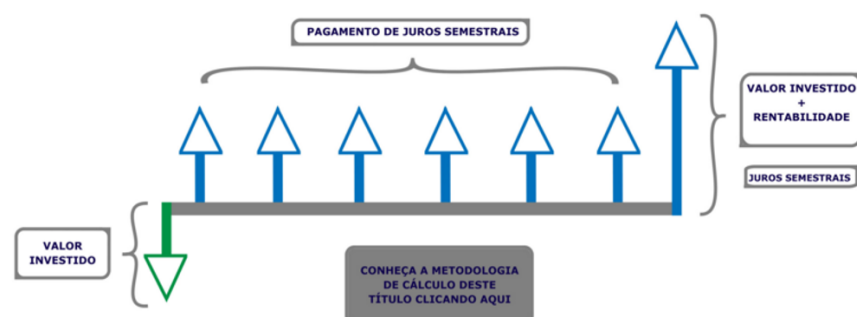 PAGAMENTO DE JUROS SEMESTRAIS
VALOR INVESTIDO
+
RENTABILIDADE
JUROS SEMESTRAIS
VALOR
INVESTIDO
CONHEÇA A METODOLOGIA
DE CÁLCULO DESTE
TÍTULO CLICANDO AQUI